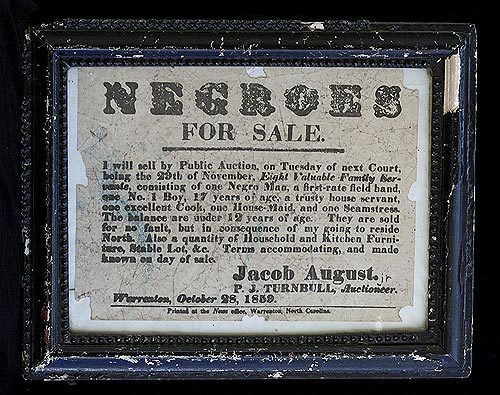 NEGROES
FOR SALE.
I will sell by Public Auction, on Tuesday of next Court,
being the 29th of November, Eight Valuable Family Ser-
vants, consisting of one Negro Man, a first-rate field hand,
one No. 1 Boy, 17 years of age, a trusty house servant,
one excellent Cook, one House-Maid, and one Seamstress.
The balance are under 12 years of age. They are sold
for no fault, but in consequence of my going to reside
North. Also a quantity of Household and Kitchen Furni-
ture, Stable Lot, &c. Terms accommodating, and made
known on day of sale.
Jacob August.jr
P. J. TURNBULL, Auctioneer.
Warrenton, October 28, 1859.
Printed at the News office, Warrenton, North Carolina.